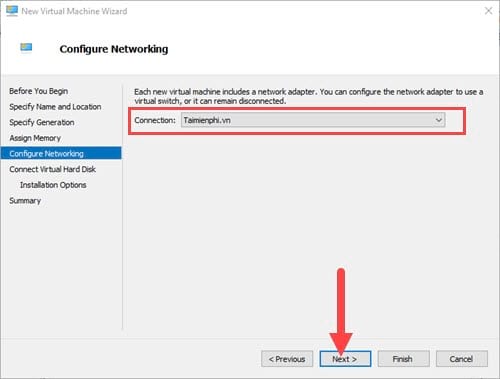 New Virtual Machine Wizard
Configure Networking
Before You Begin
Specify Name and Location
Specify Generation
Assign Memory
Configure Networking
Connect Virtual Hard Disk
Installation Options
Summary
Each new virtual machine includes a network adapter. You can configure the network adapter to use a
virtual switch, or it can remain disconnected.
Connection: Taimienphi.vn
< Previous
Next >
Finish
Cancel